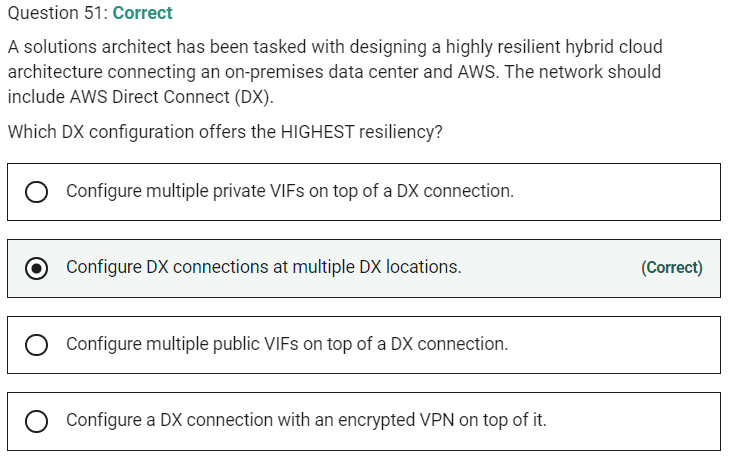 Question 51: Correct
A solutions architect has been tasked with designing a highly resilient hybrid cloud
architecture connecting an on-premises data center and AWS. The network should
include AWS Direct Connect (DX).
Which DX configuration offers the HIGHEST resiliency?
Configure multiple private VIFs on top of a DX connection.
Configure DX connections at multiple DX locations. (Correct)
Configure multiple public VIFs on top of a DX connection.
Configure a DX connection with an encrypted VPN on top of it.